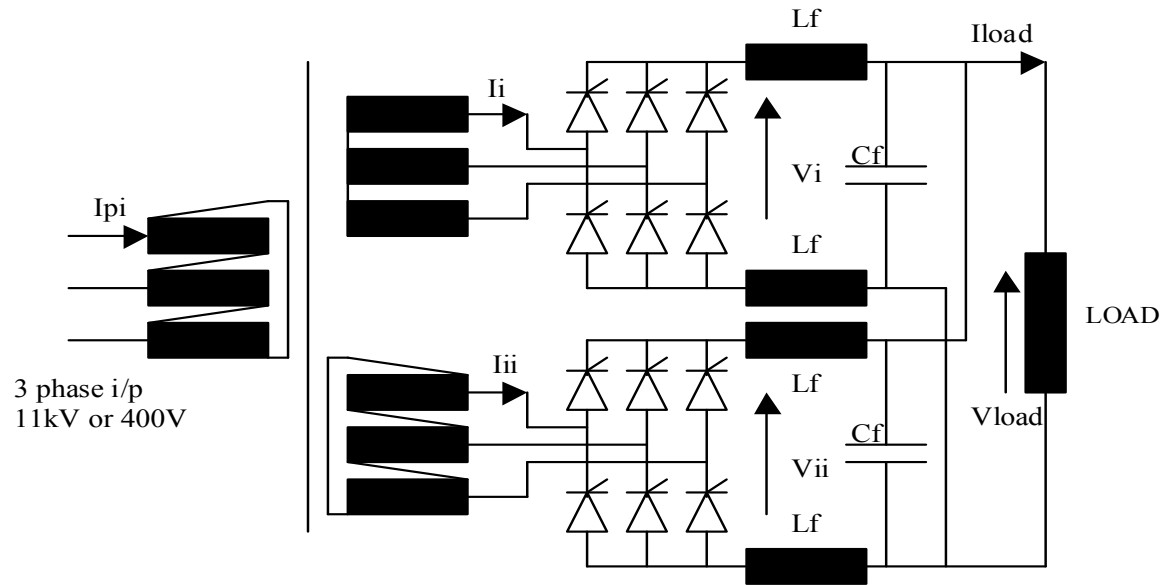 Lf
Iload
Ii
Vi
Cf
Ipi
Lf
LOAD
3 phase i/p
11kV or 400V
Iii
Lf
Vload
Cf
Vii
Lf